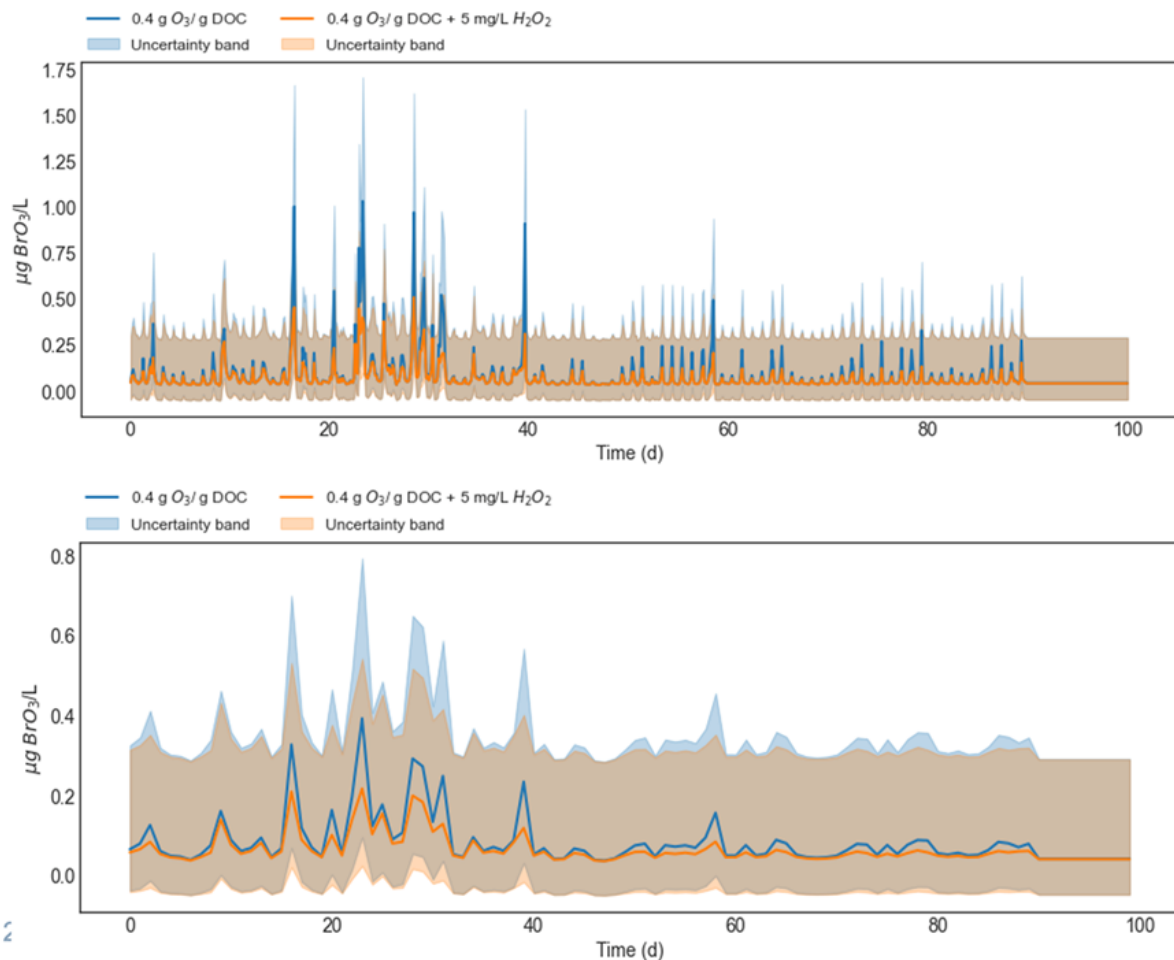 0.4 g O₃/ g DOC 0.4 g O₃/ g DOC + 5 mg/L H₂O₂
Uncertainty band Uncertainty band
1.75
1.50
1.25
1.00
0.75
0.50
0.25
0.00
μg BrO₃/L
0 20 40 60 80 100
Time (d)
0.4 g O₃/ g DOC 0.4 g O₃/ g DOC + 5 mg/L H₂O₂
Uncertainty band Uncertainty band
0.8
0.6
0.4
0.2
0.0
μg BrO₃/L
0 20 40 60 80 100
Time (d)